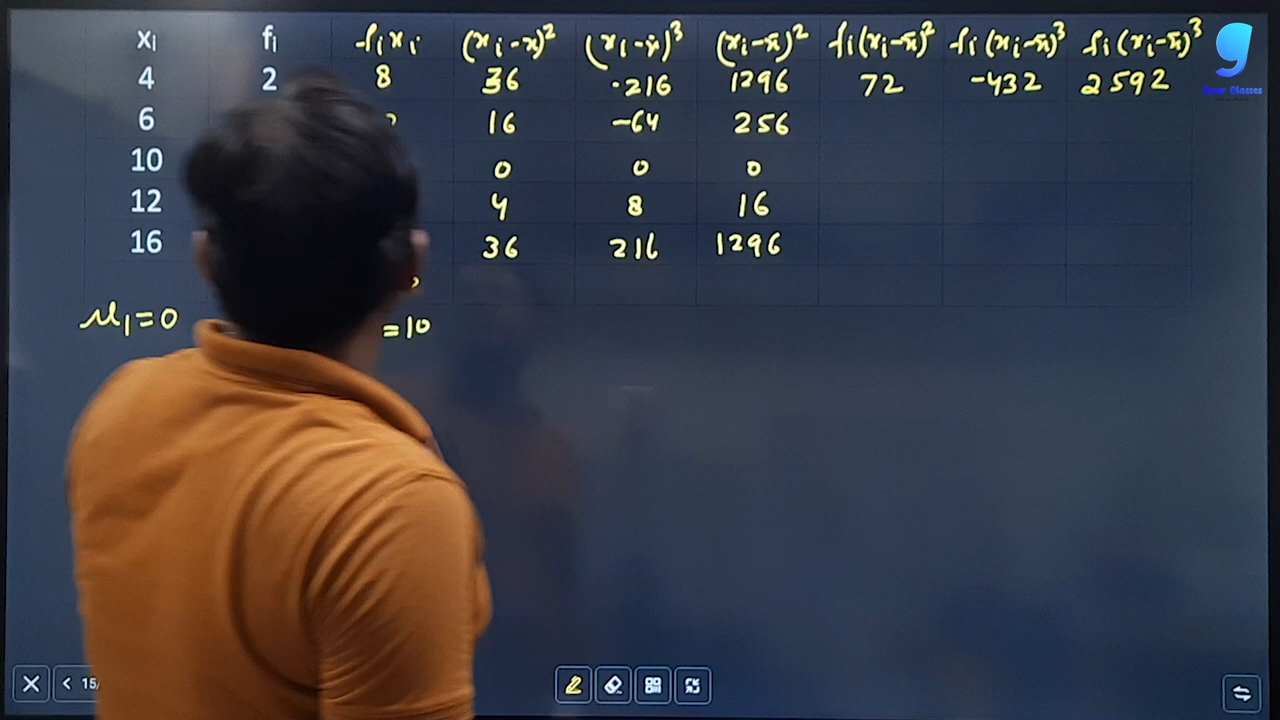 xᵢ fᵢ fᵢxᵢ (xᵢ-x)² (xᵢ-x̄)³ (xᵢ-x̄)² fᵢ(xᵢ-x̄)² fᵢ(xᵢ-x̄)³ fᵢ(xᵢ-x̄)³
4 2 8 36 -216 1296 72 -432 2592
6 16 -64 256
10 0 0 0
12 4 8 16
16 36 216 1296
μ₁=0 =10
15/